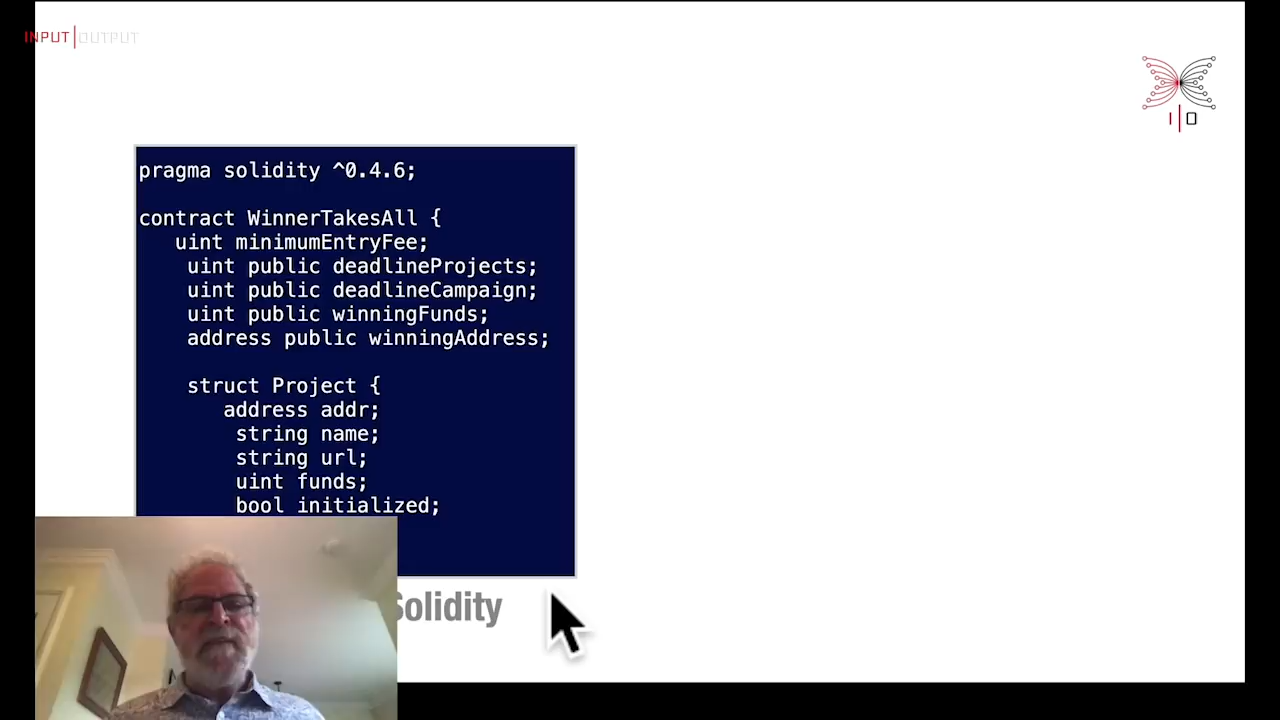 INPUT|OUTPUT
I|O
pragma solidity ^0.4.6;
contract WinnerTakesAll {
uint minimumEntryFee;
uint public deadlineProjects;
uint public deadlineCampaign;
uint public winningFunds;
address public winningAddress;
struct Project {
address addr;
string name;
string url;
uint funds;
bool initialized;
Solidity